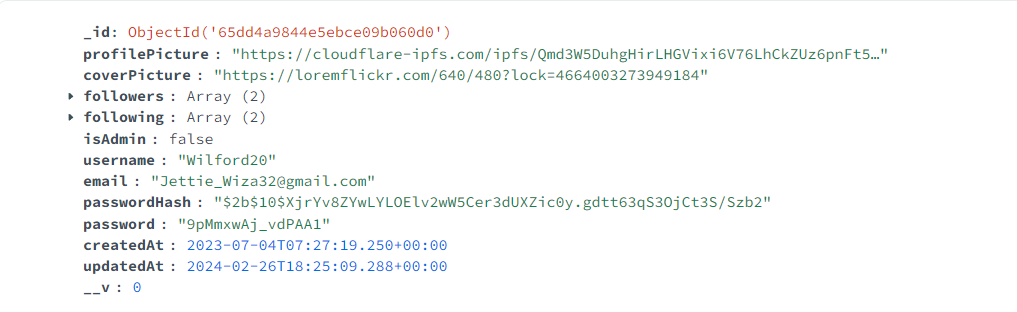 _id: ObjectId('65dd4a9844e5ebce09b060d0')
profilePicture : "https://cloudflare-ipfs.com/ipfs/Qmd3W5DuhgHirLHGVixi6V76LhCkZUz6pnFt5…"
coverPicture : "https://loremflickr.com/640/480?lock=4664003273949184"
followers : Array (2)
following : Array (2)
isAdmin : false
username : "Wilford20"
email : "Jettie_Wiza32@gmail.com"
passwordHash : "$2b$10$XjrYv8ZYwLYLOElv2wW5Cer3dUXZic0y.gdtt63qS3OjCt3S/Szb2"
password : "9pMmxwAj_vdPAA1"
createdAt : 2023-07-04T07:27:19.250+00:00
updatedAt : 2024-02-26T18:25:09.288+00:00
__v : 0